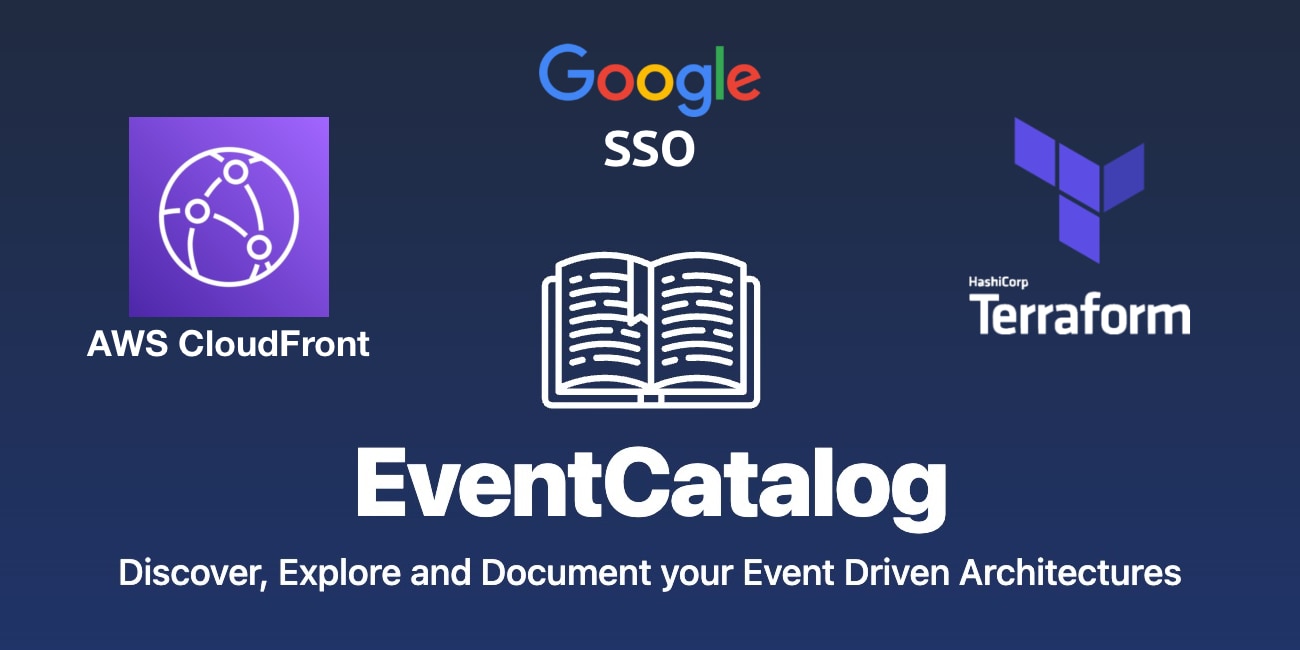 Google
SSO
AWS CloudFront
HashiCorp
Terraform
EventCatalog
Discover, Explore and Document your Event Driven Architectures